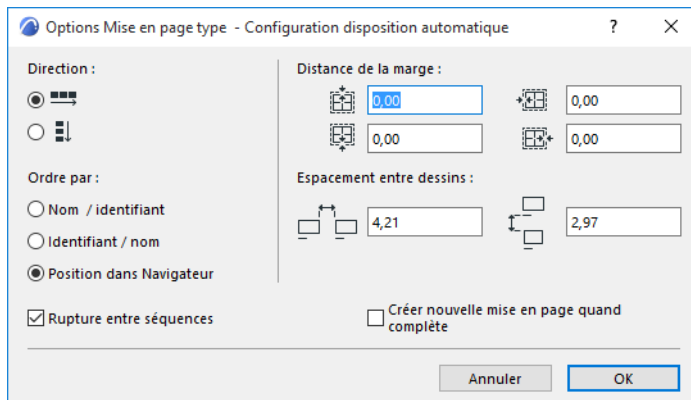 Options Mise en page type - Configuration disposition automatique
Direction :
Distance de la marge :
0,00
0,00
0,00
0,00
Ordre par :
Espacement entre dessins :
Nom / identifiant
4,21
2,97
Identifiant / nom
Position dans Navigateur
Rupture entre séquences
Créer nouvelle mise en page quand
complète
Annuler
OK